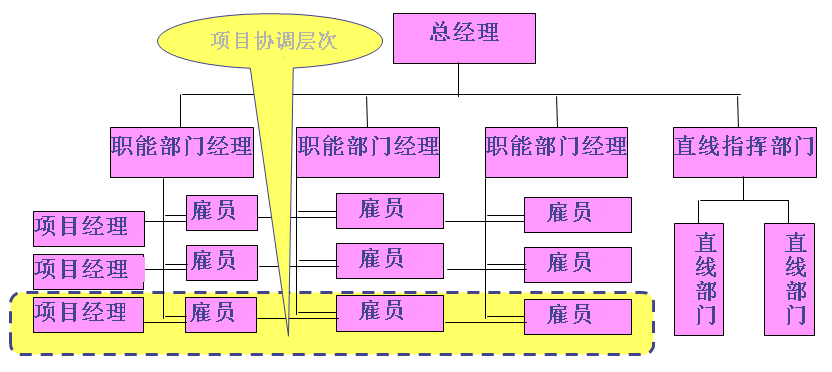 项目协调层次
总经理
职能部门经理
职能部门经理
职能部门经理
直线指挥部门
项目经理
雇员
雇员
雇员
项目经理
雇员
雇员
雇员
项目经理
雇员
雇员
雇员
直线部门
直线部门